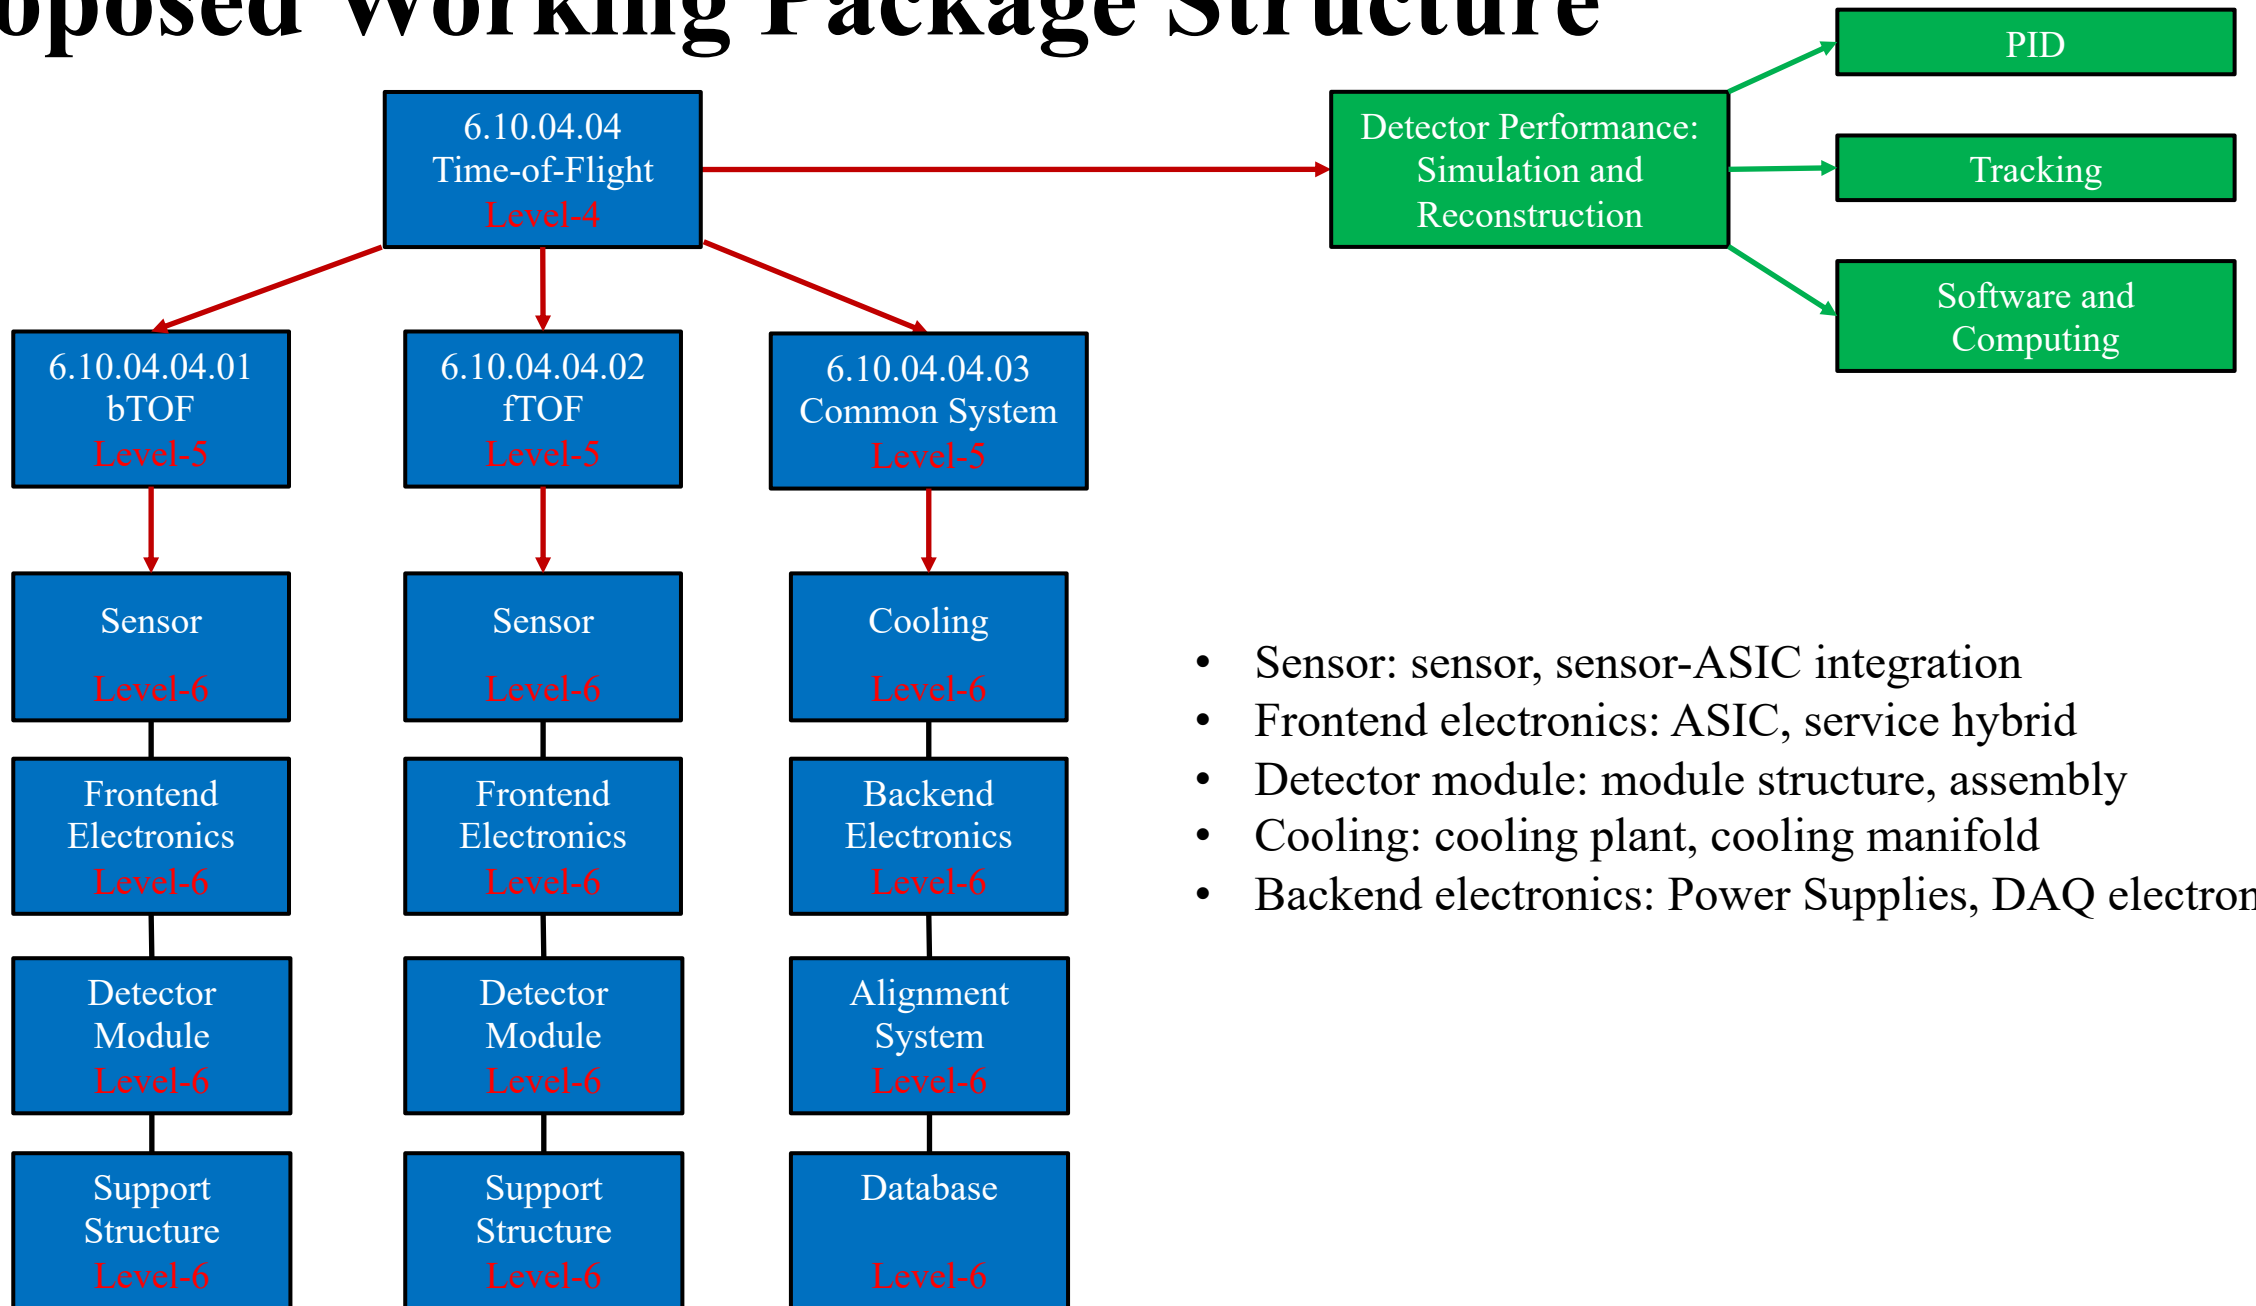 Working Package Structure
PID
6.10.04.04
Time-of-Flight
Level-4
Detector Performance:
Simulation and
Reconstruction
Tracking
Software and
Computing
6.10.04.04.01
bTOF
Level-5
6.10.04.04.02
fTOF
Level-5
6.10.04.04.03
Common System
Level-5
Sensor
Level-6
Sensor
Level-6
Cooling
Level-6
Frontend
Electronics
Level-6
Frontend
Electronics
Level-6
Backend
Electronics
Level-6
Detector
Module
Level-6
Detector
Module
Level-6
Alignment
System
Level-6
Support
Structure
Level-6
Support
Structure
Level-6
Database
Level-6
• Sensor: sensor, sensor-ASIC integration
• Frontend electronics: ASIC, service hybrid
• Detector module: module structure, assembly
• Cooling: cooling plant, cooling manifold
• Backend electronics: Power Supplies, DAQ